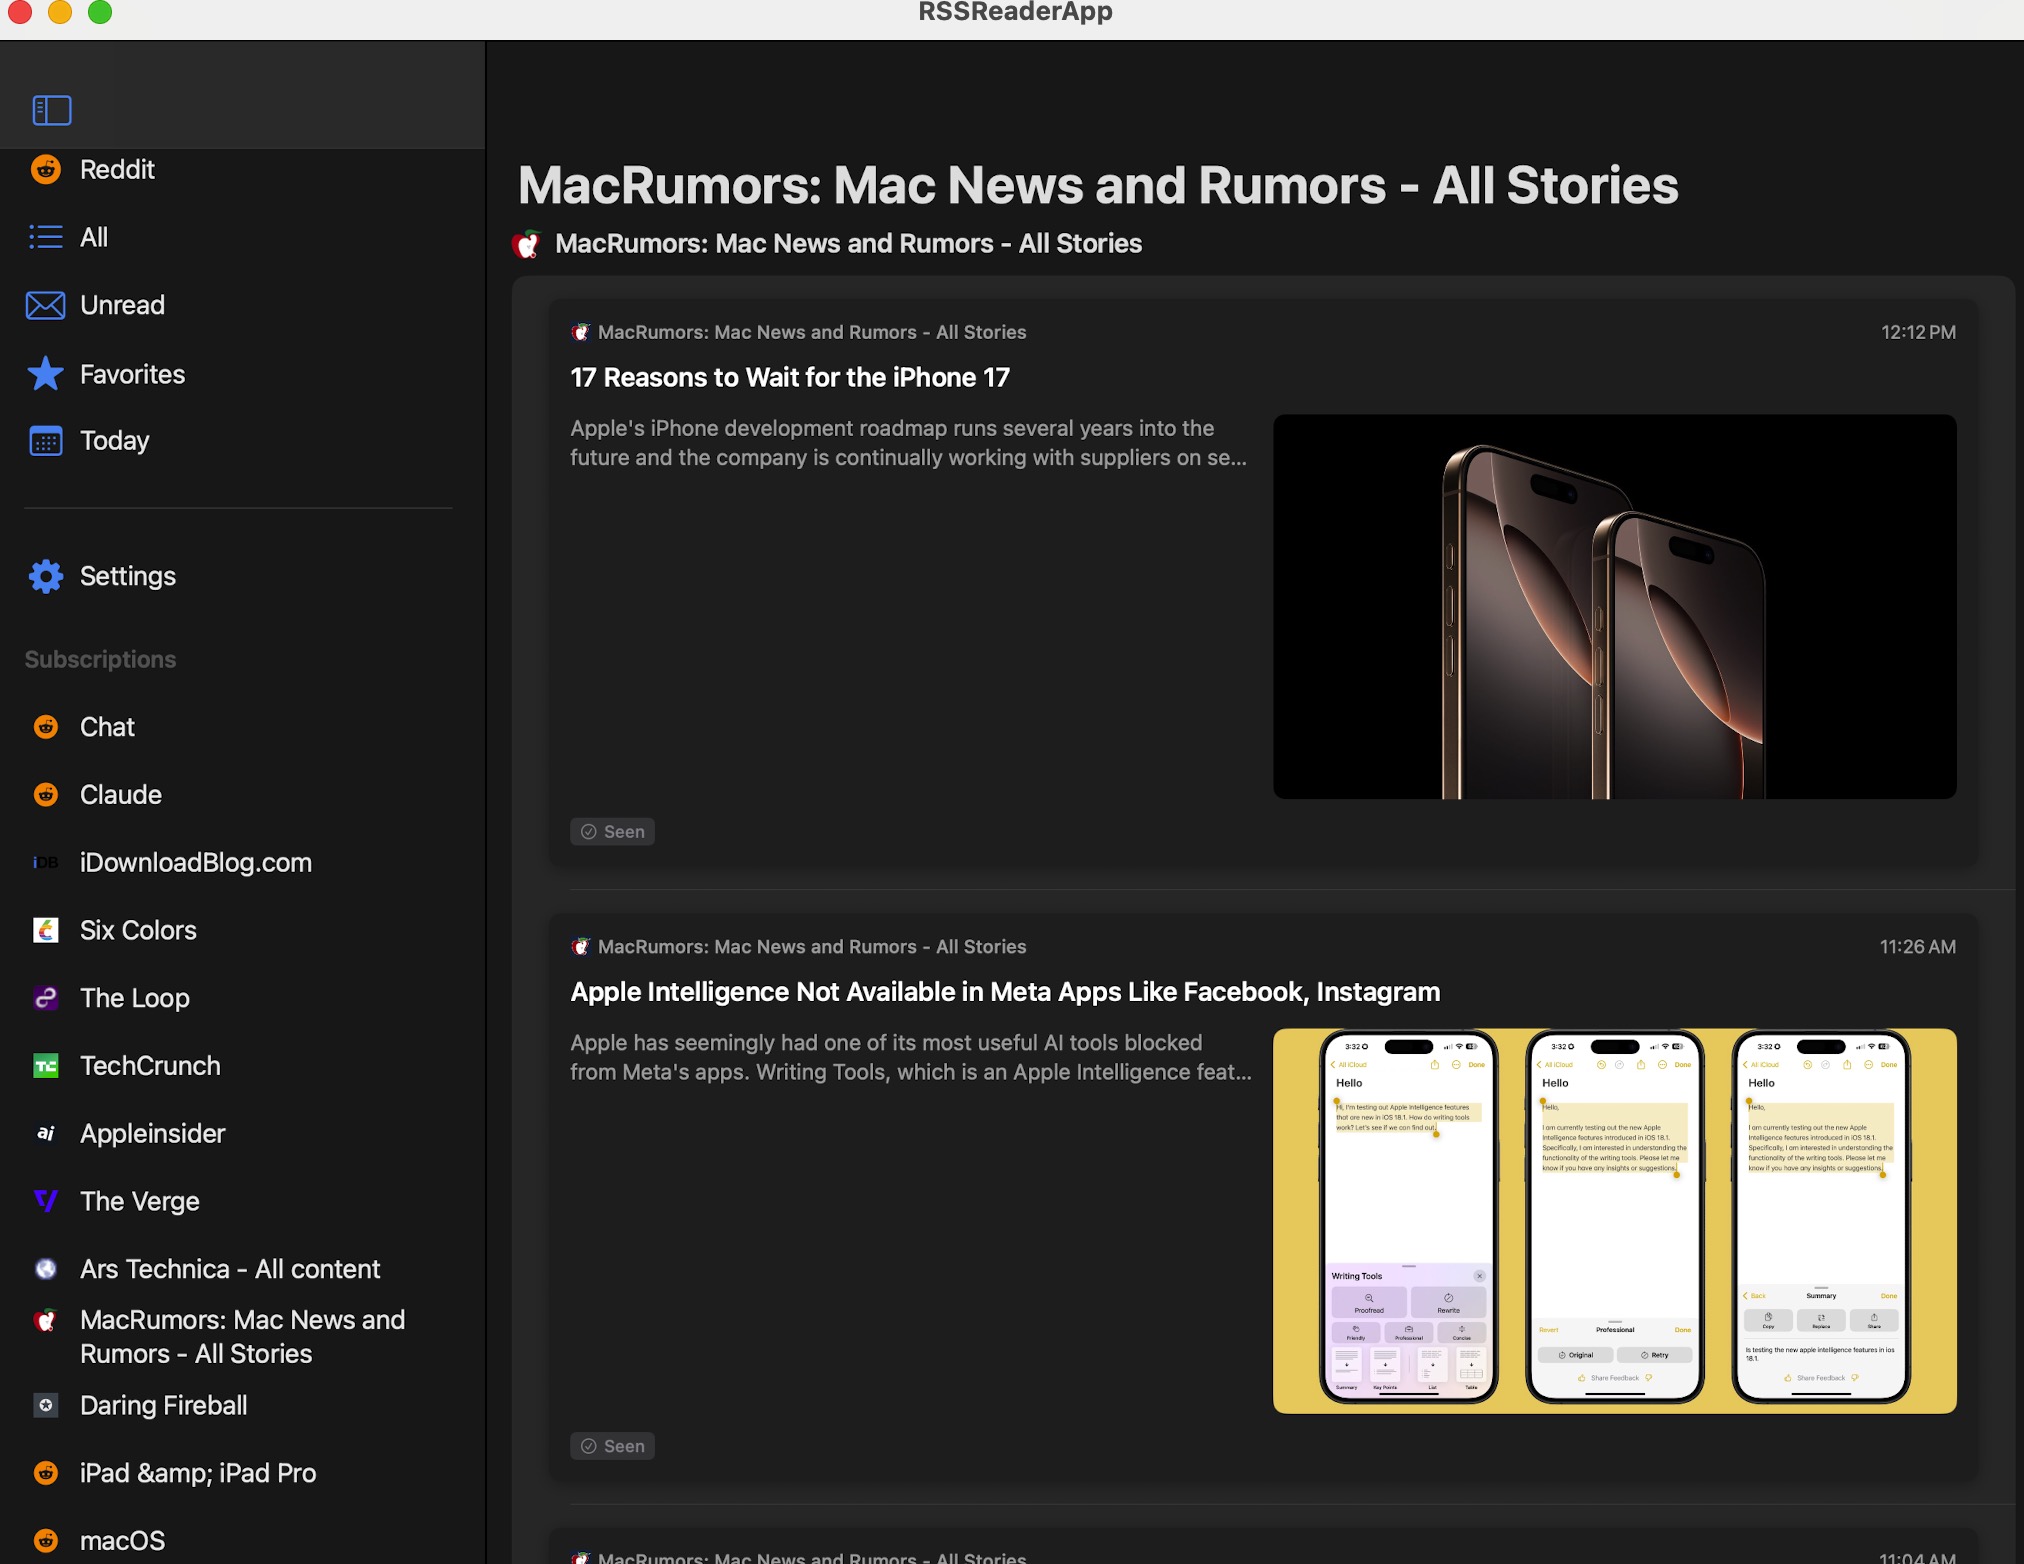 RSSReaderApp
Reddit
All
Unread
Favorites
Today
Settings
Subscriptions
Chat
Claude
iDB
iDownloadBlog.com
Six Colors
The Loop
TC
TechCrunch
ai
Appleinsider
The Verge
Ars Technica - All content
MacRumors: Mac News and
Rumors - All Stories
Daring Fireball
iPad &amp; iPad Pro
macOS
MacRumors: Mac News and Rumors - All Stories
MacRumors: Mac News and Rumors - All Stories
MacRumors: Mac News and Rumors - All Stories
12:12 PM
17 Reasons to Wait for the iPhone 17
Apple's iPhone development roadmap runs several years into the
future and the company is continually working with suppliers on se...
Seen
MacRumors: Mac News and Rumors - All Stories
11:26 AM
Apple Intelligence Not Available in Meta Apps Like Facebook, Instagram
Apple has seemingly had one of its most useful AI tools blocked
from Meta's apps. Writing Tools, which is an Apple Intelligence feat...
3:32
All iCloud
Done
Hello
Hi, I'm testing out Apple Intelligence features
that are new in iOS 18.1. How do writing tools
work? Let's see if we can find out.
Writing Tools
Proofread
Rewrite
Friendly
Professional
Concise
Summary
Key Points
List
Table
3:32
All iCloud
Done
Hello
Hello,
I am currently testing out the new Apple
Intelligence features introduced in iOS 18.1.
Specifically, I am interested in understanding the
functionality of the writing tools. Please let me
know if you have any insights or suggestions.
Revert
Professional
Done
Original
Retry
Share Feedback
3:32
All iCloud
Done
Hello
Hello,
I am currently testing out the new Apple
Intelligence features introduced in iOS 18.1.
Specifically, I am interested in understanding the
functionality of the writing tools. Please let me
know if you have any insights or suggestions.
Back
Summary
Done
Copy
Replace
Share
Is testing the new apple intelligence features in ios
18.1.
Share Feedback
Seen
MacRumors: Mac News and Rumors - All Stories
11:04 AM